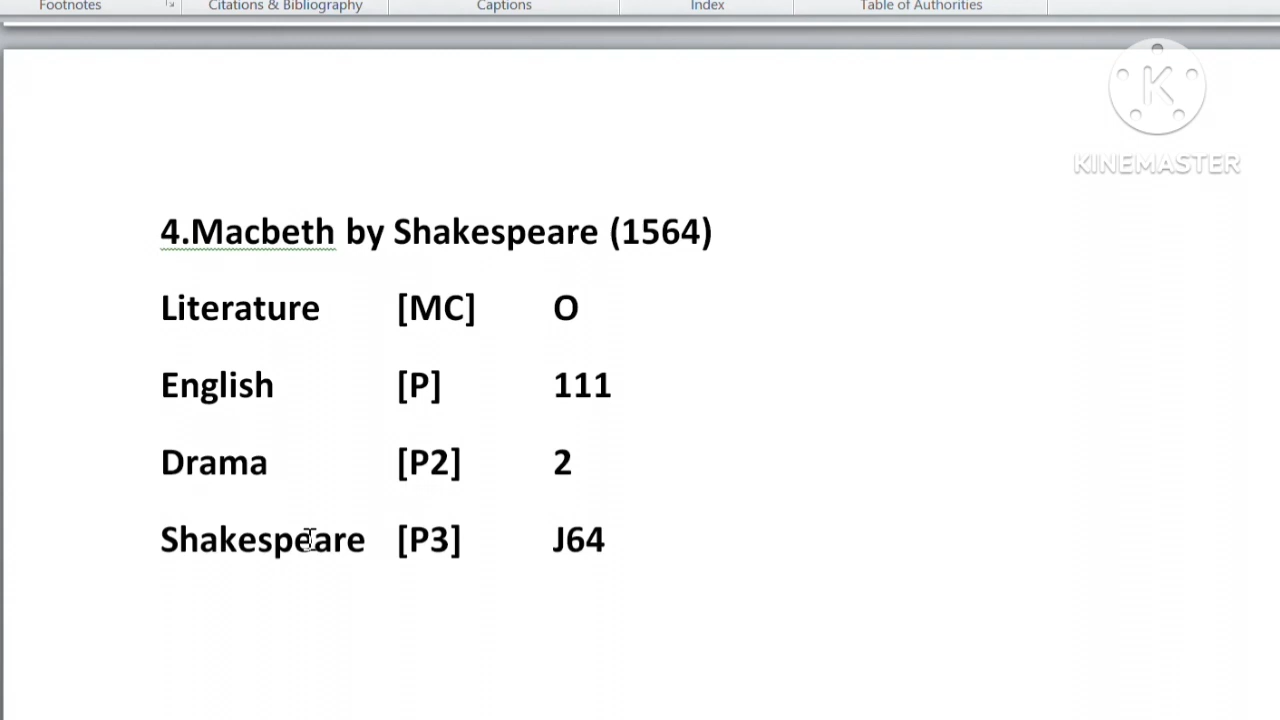 Footnotes Citations & Bibliography Captions Index Table of Authorities
K
KINEMASTER
4.Macbeth by Shakespeare (1564)
Literature [MC] O
English [P] 111
Drama [P2] 2
Shakespeare [P3] J64